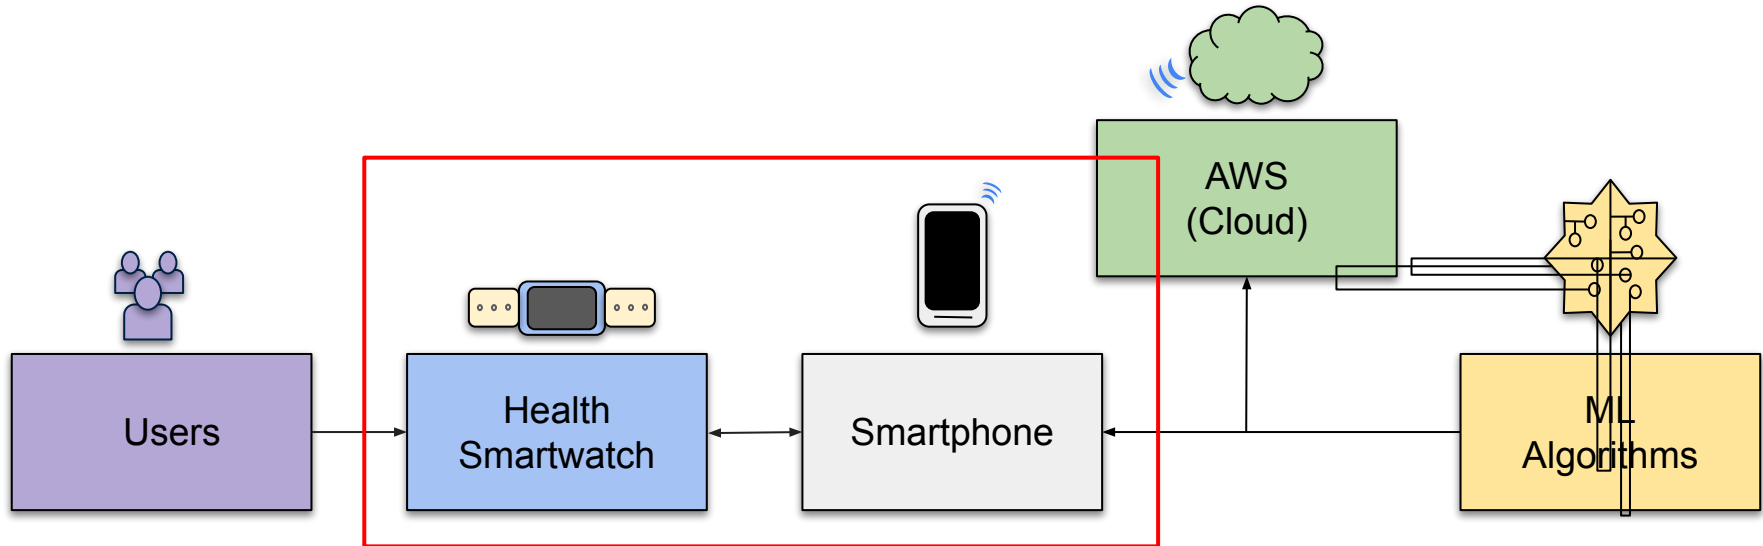 AWS
(Cloud)
Users
Health
Smartwatch
Smartphone
ML
Algorithms